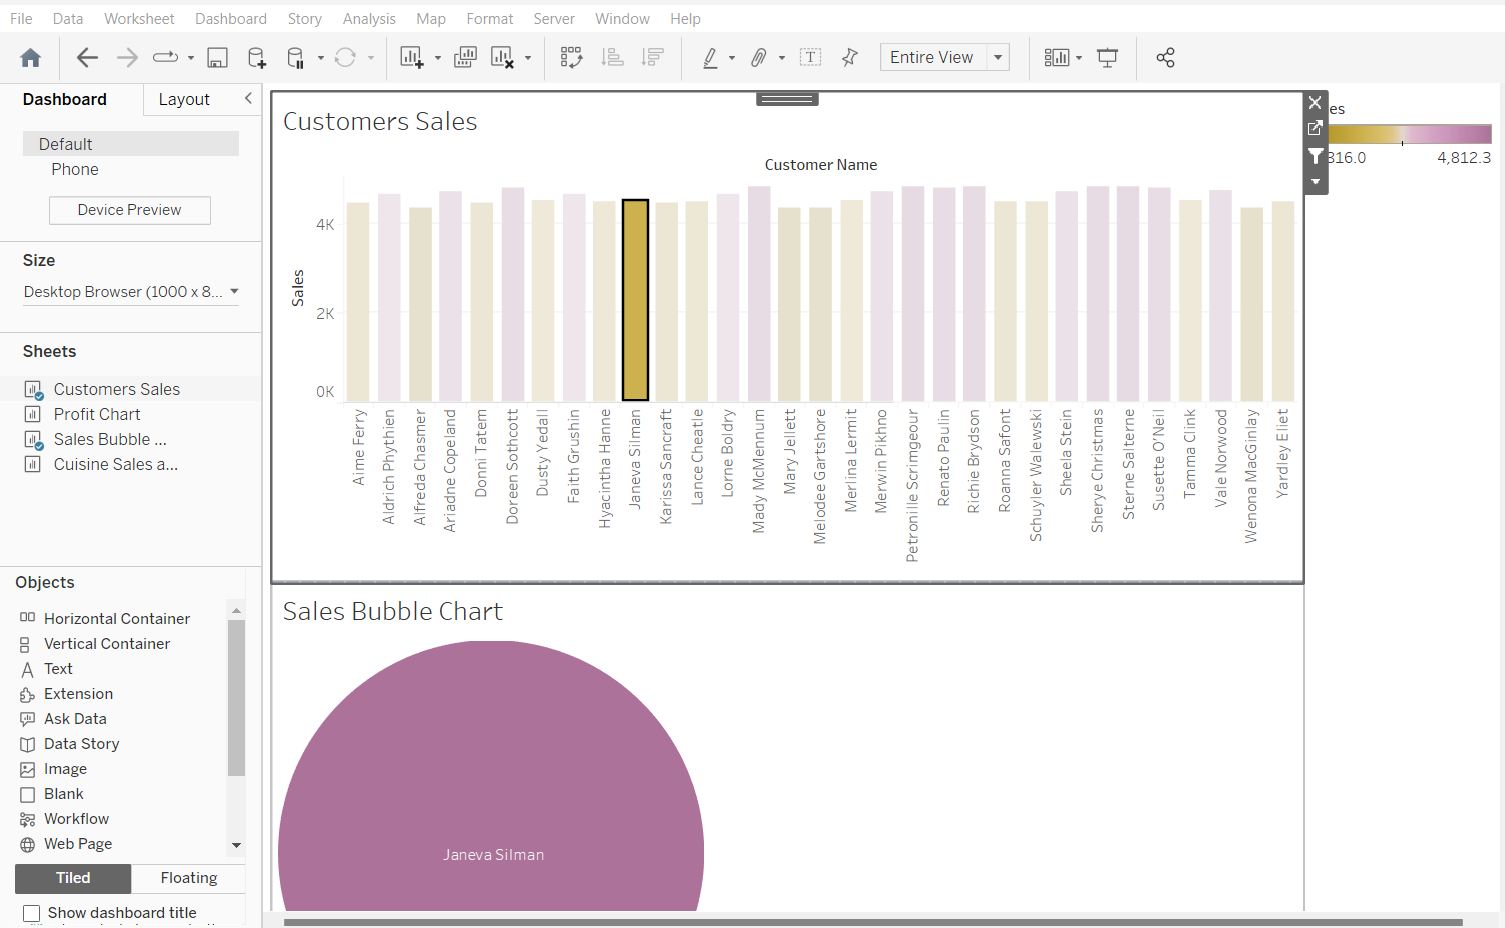 File Data Worksheet Dashboard Story Analysis Map Format Server Window Help
Entire View
Dashboard Layout
Default
Phone
Device Preview
Size
Desktop Browser (1000 x 8...
Sheets
Customers Sales
Profit Chart
Sales Bubble ...
Cuisine Sales a...
Objects
Horizontal Container
Vertical Container
Text
Extension
Ask Data
Data Story
Image
Blank
Workflow
Web Page
Tiled Floating
Show dashboard title
Customers Sales
Customer Name
Sales
4K
2K
0K
Aime Ferry
Aldrich Phythien
Alfreda Chasmer
Ariadne Copeland
Donni Tatem
Doreen Sothcott
Dusty Yedall
Faith Grushin
Hyacintha Hanne
Janeva Silman
Karissa Sancraft
Lance Cheatle
Lorne Boldry
Mady McMennum
Mary Jellett
Melodee Gartshore
Merlina Lermit
Merwin Pikhno
Petronille Scrimgeour
Renato Paulin
Richie Brydson
Roanna Safont
Schuyler Walewski
Sheela Stein
Sherye Christmas
Sterne Salterne
Susette O'Neil
Tamma Clink
Vale Norwood
Wenona MacGinlay
Yardley Eliet
es
316.0 4,812.3
Sales Bubble Chart
Janeva Silman